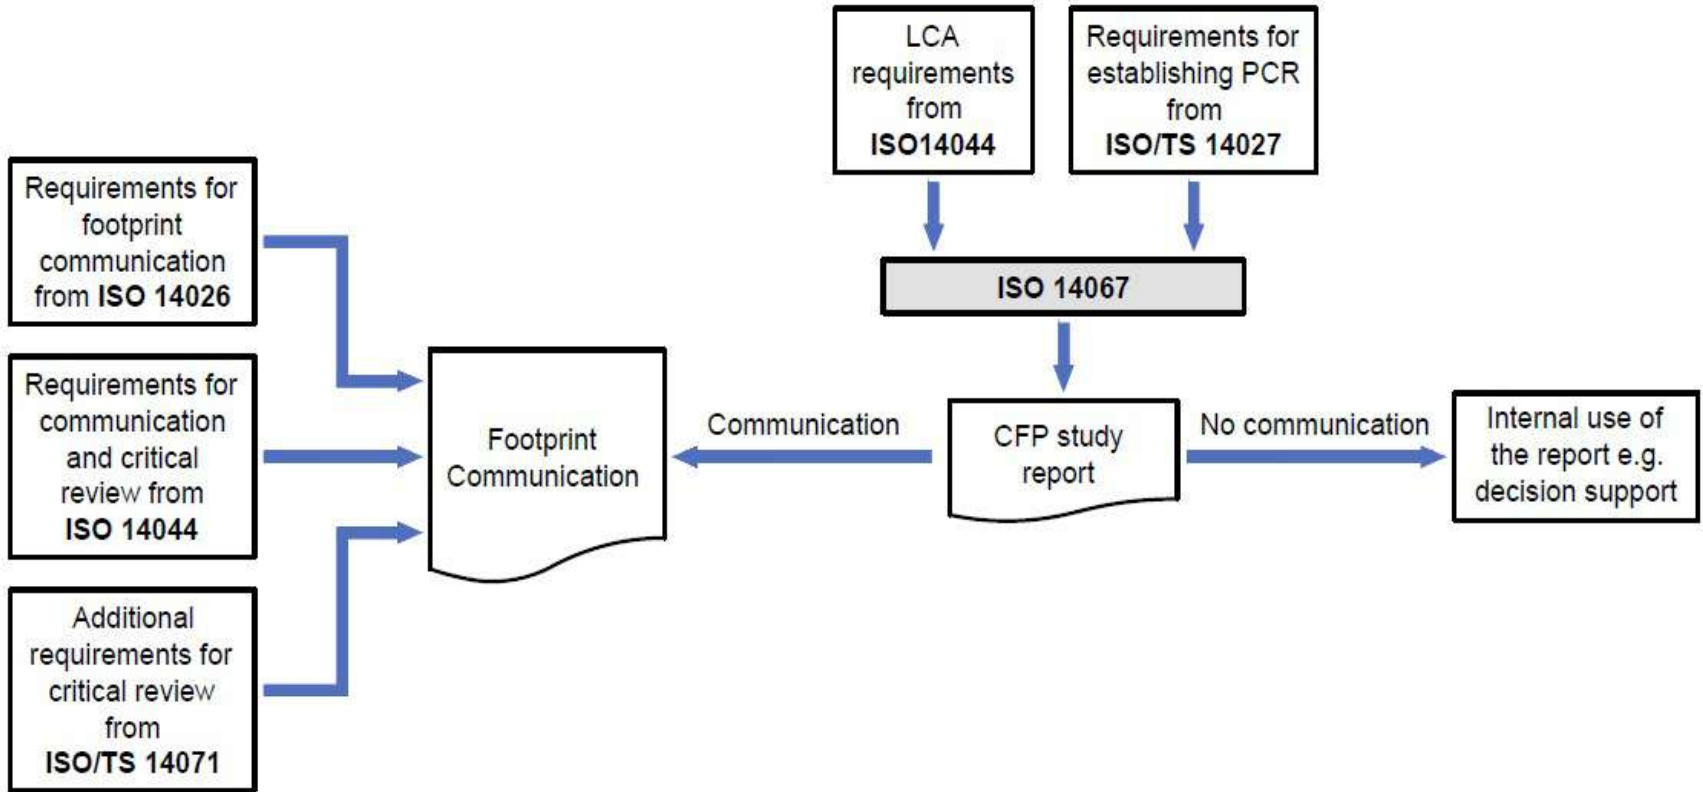 LCA
requirements
from
ISO14044
Requirements for
establishing PCR
from
ISO/TS 14027
Requirements for
footprint
communication
from ISO 14026
ISO 14067
Requirements for
communication
and critical
review from
ISO 14044
Footprint
Communication
Communication
CFP study
report
No communication
Internal use of
the report e.g.
decision support
Additional
requirements for
critical review
from
ISO/TS 14071